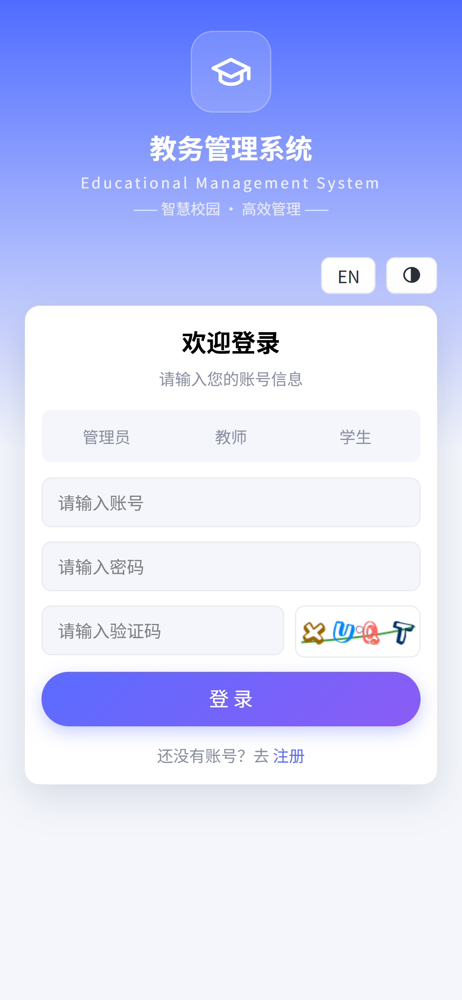 教务管理系统
Educational Management System
—— 智慧校园 · 高效管理 ——
EN
欢迎登录
请输入您的账号信息
管理员 教师 学生
请输入账号
请输入密码
请输入验证码 XUQT
登 录
还没有账号？去 注册